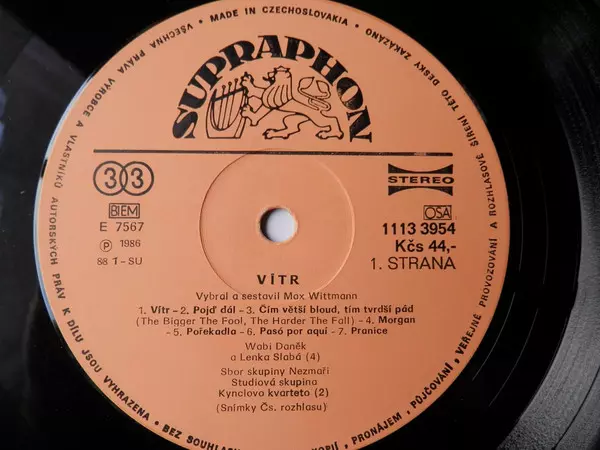 • MADE IN CZECHOSLOVAKIA •
VŠECHNA PRÁVA VÝROBCE A VLASTNÍKŮ AUTORSKÝCH PRÁV K DÍLU JSOU VYHRAZENA • BEZ SOUHLASU
KOPIÍ, PRONÁJEM, PŮJČOVÁNÍ, VEŘEJNÉ PROVOZOVÁNÍ A ROZHLASOVÉ ŠÍŘENÍ TÉTO DESKY ZAKÁZÁNO
SUPRAPHON
33
STEREO
BIEM
OSA
E 7567
1113 3954
Ⓟ 1986
Kčs 44,-
88 1 - SU
1. STRANA
VÍTR
Vybral a sestavil Max Wittmann
1. Vítr – 2. Pojď dál – 3. Čím větší bloud, tím tvrdší pád
(The Bigger The Fool, The Harder The Fall) – 4. Morgan
– 5. Pořekadla – 6. Pasó por aquí – 7. Pranice
Wabi Daněk
a Lenka Slabá (4)
Sbor skupiny Nezmaři
Studiová skupina
Kynclovo kvarteto (2)
(Snímky Čs. rozhlasu)